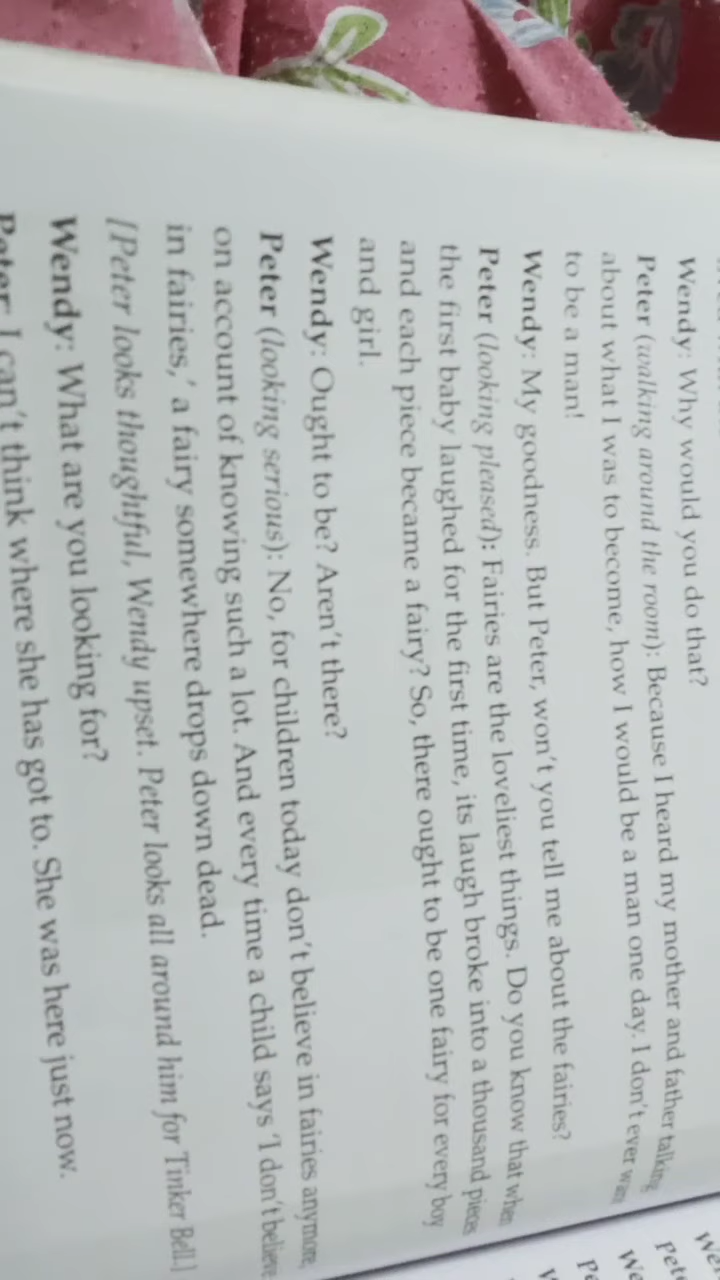 Wendy: Why would you do that?
Peter (walking around the room): Because I heard my mother and father talking
about what I was to become, how I would be a man one day. I don't ever want
to be a man!
Wendy: My goodness. But Peter, won't you tell me about the fairies?
Peter (looking pleased): Fairies are the loveliest things. Do you know that when
the first baby laughed for the first time, its laugh broke into a thousand pieces
and each piece became a fairy? So, there ought to be one fairy for every boy
and girl.
Wendy: Ought to be? Aren't there?
Peter (looking serious): No, for children today don't believe in fairies anymore,
on account of knowing such a lot. And every time a child says 'I don't believe
in fairies,' a fairy somewhere drops down dead.
[Peter looks thoughtful, Wendy upset. Peter looks all around him for Tinker Bell.]
Wendy: What are you looking for?
Peter: I can't think where she has got to. She was here just now.